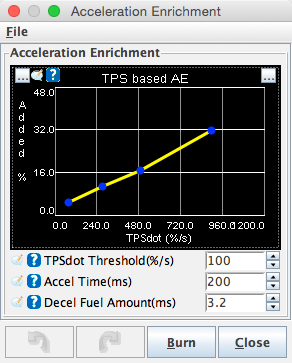 Acceleration Enrichment
File
Acceleration Enrichment
... ? TPS based AE ...
Added %
48.0
32.0
16.0
0.0
0.0 240.0 480.0 720.0 960.0 1200.0
TPSdot (%/s)
? TPSdot Threshold(%/s) 100
? Accel Time(ms) 200
? Decel Fuel Amount(ms) 3.2
Burn Close